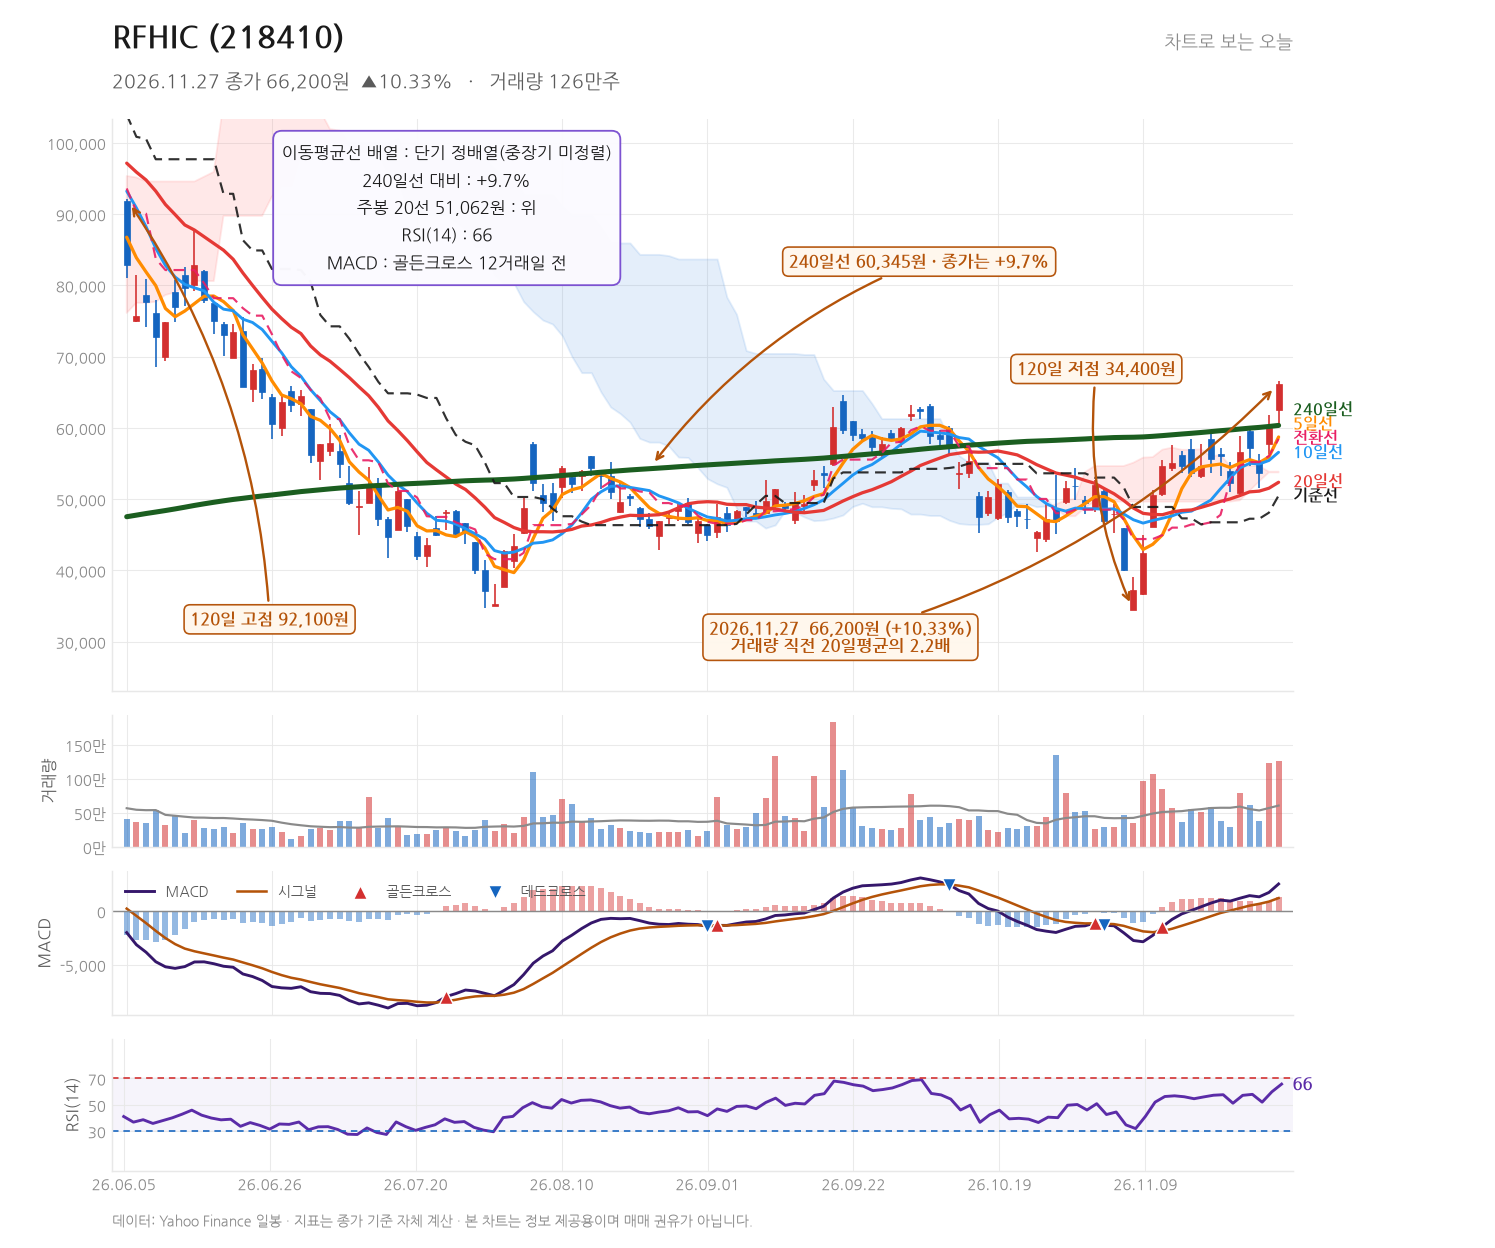 RFHIC (218410)
차트로 보는 오늘
2026.11.27 종가 66,200원 ▲10.33% · 거래량 126만주
100,000
90,000
80,000
70,000
60,000
50,000
40,000
30,000
이동평균선 배열 : 단기 정배열(중장기 미정렬)
240일선 대비 : +9.7%
주봉 20선 51,062원 : 위
RSI(14) : 66
MACD : 골든크로스 12거래일 전
240일선 60,345원 · 종가는 +9.7%
120일 저점 34,400원
120일 고점 92,100원
2026.11.27 66,200원 (+10.33%)
거래량 직전 20일평균의 2.2배
240일선
5일선
전환선
10일선
20일선
기준선
거래량
150만
100만
50만
0만
MACD
MACD
시그널
골든크로스
데드크로스
0
-5,000
RSI(14)
70
50
30
66
26.06.05
26.06.26
26.07.20
26.08.10
26.09.01
26.09.22
26.10.19
26.11.09
데이터: Yahoo Finance 일봉 · 지표는 종가 기준 자체 계산 · 본 차트는 정보 제공용이며 매매 권유가 아닙니다.